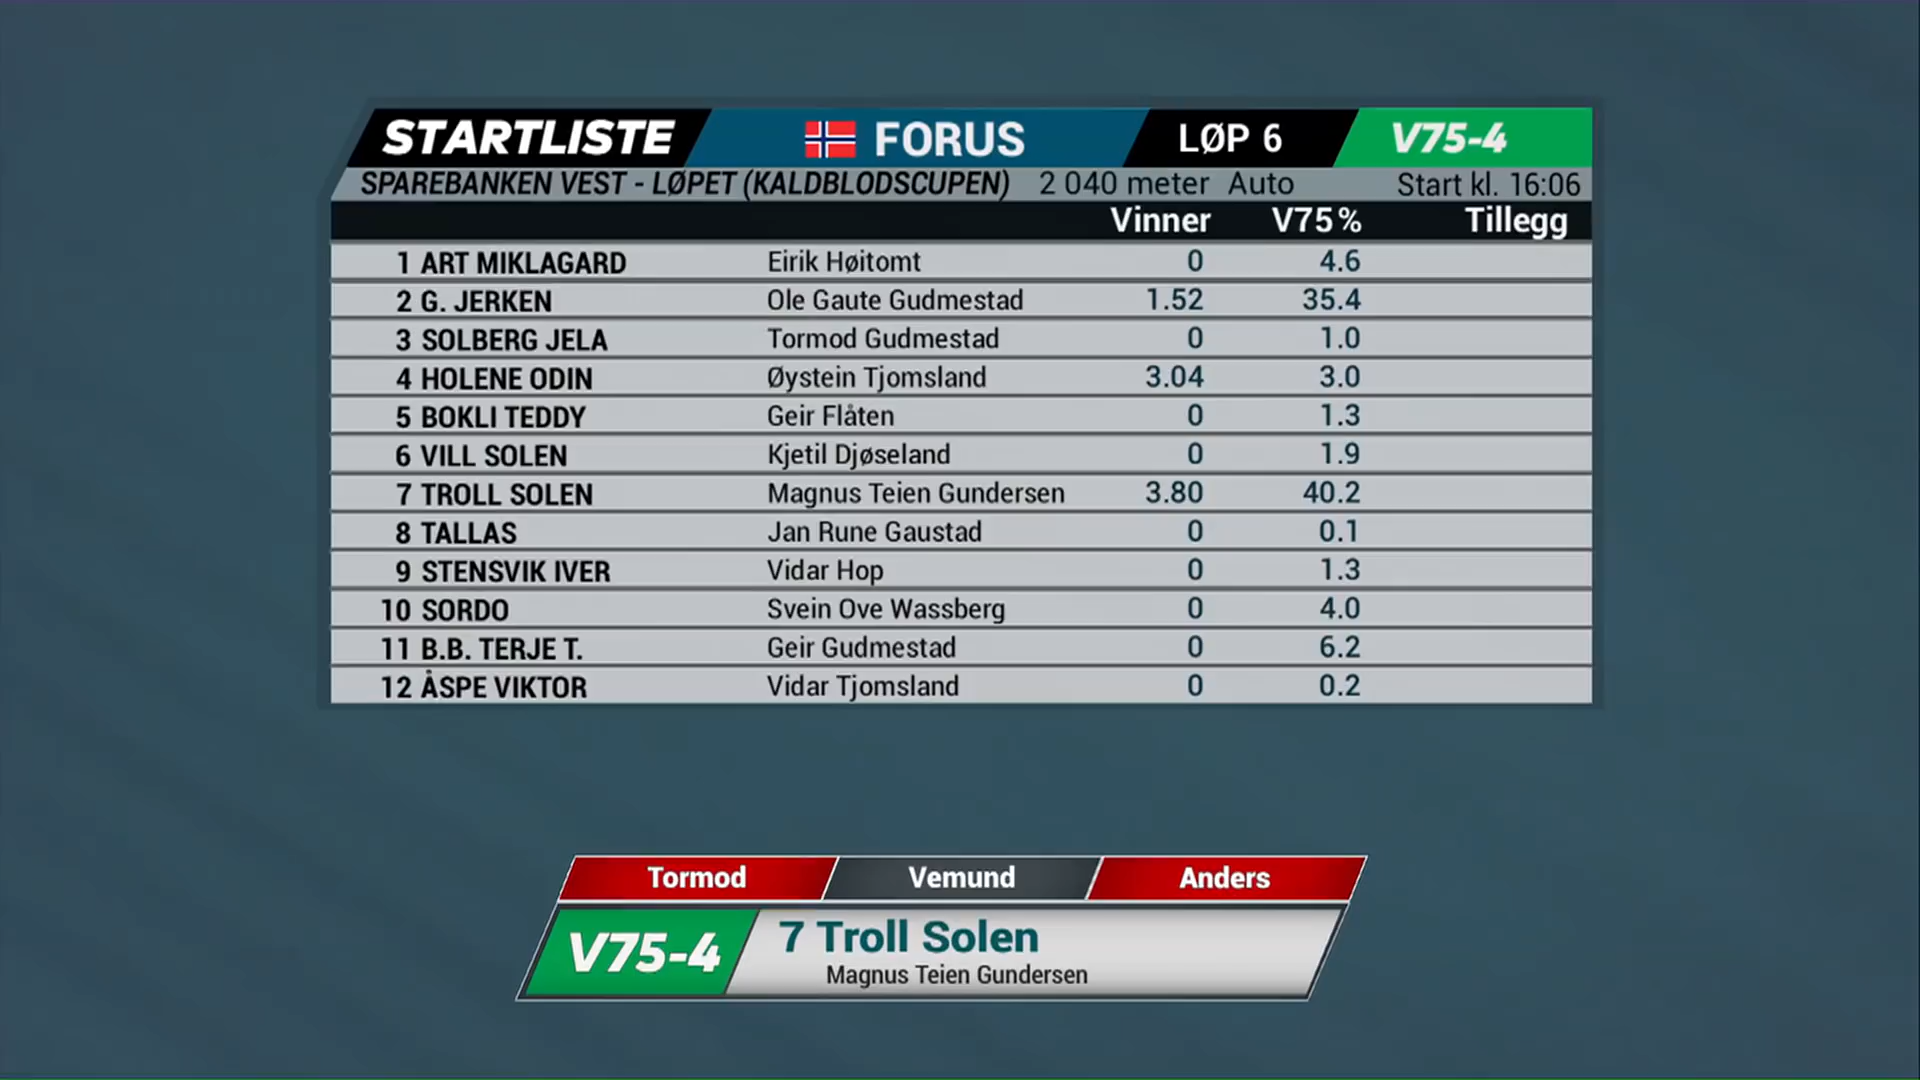 STARTLISTE FORUS LØP 6 V75-4
SPAREBANKEN VEST - LØPET (KALDBLODSCUPEN) 2 040 meter Auto Start kl. 16:06
Vinner V75% Tillegg
1 ART MIKLAGARD Eirik Høitomt 0 4.6
2 G. JERKEN Ole Gaute Gudmestad 1.52 35.4
3 SOLBERG JELA Tormod Gudmestad 0 1.0
4 HOLENE ODIN Øystein Tjomsland 3.04 3.0
5 BOKLI TEDDY Geir Flåten 0 1.3
6 VILL SOLEN Kjetil Djøseland 0 1.9
7 TROLL SOLEN Magnus Teien Gundersen 3.80 40.2
8 TALLAS Jan Rune Gaustad 0 0.1
9 STENSVIK IVER Vidar Hop 0 1.3
10 SORDO Svein Ove Wassberg 0 4.0
11 B.B. TERJE T. Geir Gudmestad 0 6.2
12 ÅSPE VIKTOR Vidar Tjomsland 0 0.2
Tormod Vemund Anders
V75-4 7 Troll Solen
Magnus Teien Gundersen